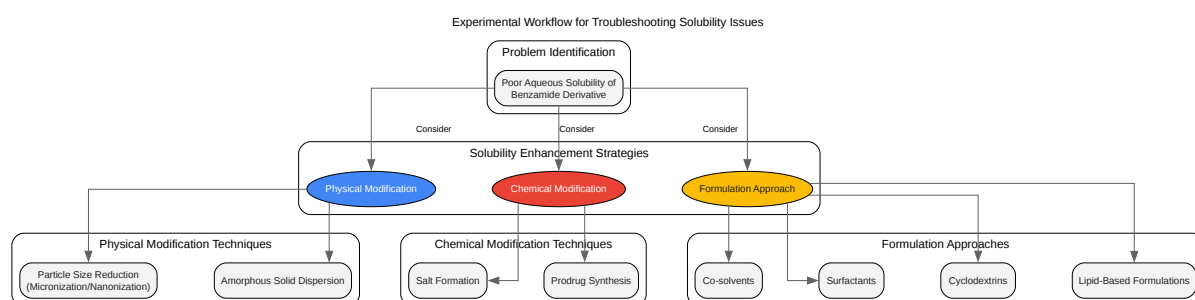 Experimental Workflow for Troubleshooting Solubility Issues
Problem Identification
Poor Aqueous Solubility of
Benzamide Derivative
Consider
Consider
Consider
Solubility Enhancement Strategies
Physical Modification
Chemical Modification
Formulation Approach
Physical Modification Techniques
Chemical Modification Techniques
Formulation Approaches
Particle Size Reduction
(Micronization/Nanonization)
Amorphous Solid Dispersion
Salt Formation
Prodrug Synthesis
Co-solvents
Surfactants
Cyclodextrins
Lipid-Based Formulations